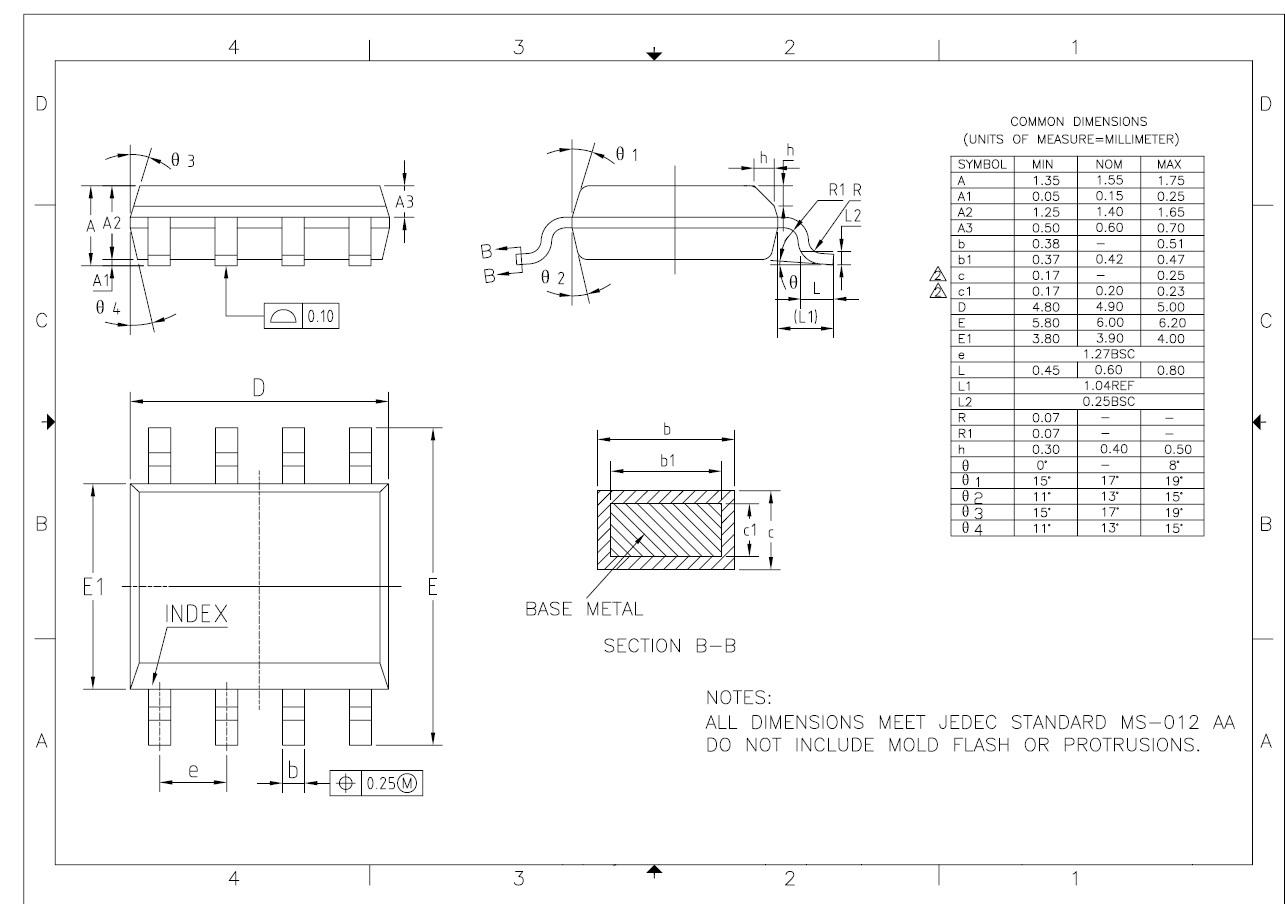 4 3 2 1
D D
COMMON DIMENSIONS
(UNITS OF MEASURE=MILLIMETER)
SYMBOL MIN NOM MAX
A 1.35 1.55 1.75
A1 0.05 0.15 0.25
A2 1.25 1.40 1.65
A3 0.50 0.60 0.70
b 0.38 – 0.51
b1 0.37 0.42 0.47
2 c 0.17 – 0.25
2 c1 0.17 0.20 0.23
D 4.80 4.90 5.00
E 5.80 6.00 6.20
E1 3.80 3.90 4.00
e 1.27BSC
L 0.45 0.60 0.80
L1 1.04REF
L2 0.25BSC
R 0.07 – –
R1 0.07 – –
h 0.30 0.40 0.50
θ 0° – 8°
θ1 15° 17° 19°
θ2 11° 13° 15°
θ3 15° 17° 19°
θ4 11° 13° 15°
θ3
A A2 A3
A1
θ4
0.10
θ1
h h
R1 R
L2
B
B
θ2
θ
L
(L1)
C C
D
E1 E
INDEX
e b
0.25 M
b
b1
c1 c
BASE METAL
SECTION B–B
B B
NOTES:
ALL DIMENSIONS MEET JEDEC STANDARD MS–012 AA
DO NOT INCLUDE MOLD FLASH OR PROTRUSIONS.
A A
4 3 2 1